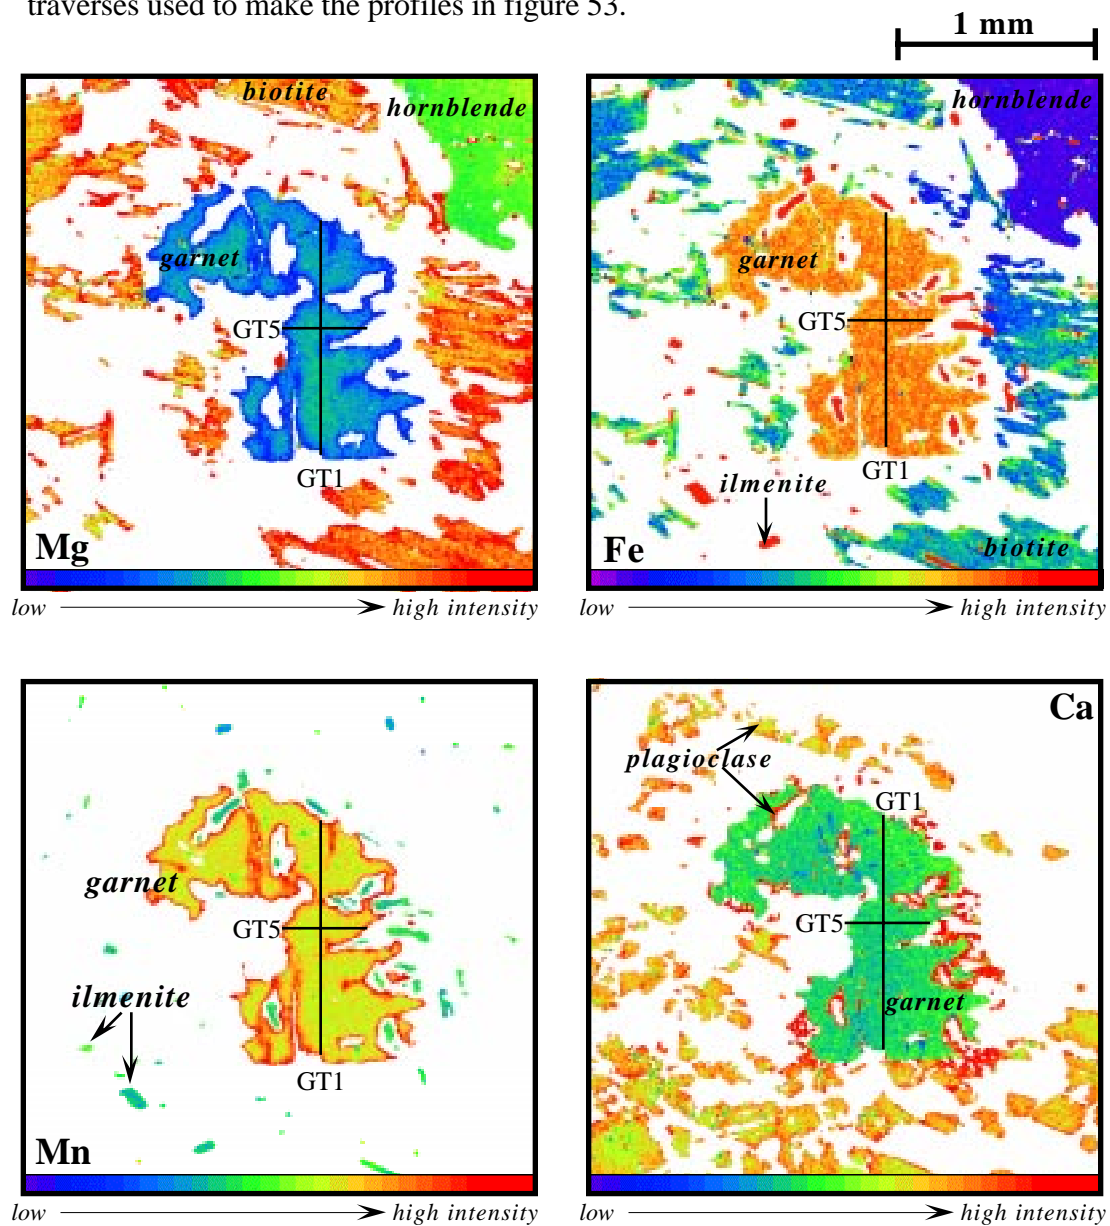 traverses used to make the profiles in figure 53.
1 mm
biotite
hornblende
garnet
GT5
GT1
Mg
low
high intensity
hornblende
garnet
GT5
GT1
ilmenite
Fe
biotite
low
high intensity
garnet
GT5
ilmenite
GT1
Mn
low
high intensity
Ca
plagioclase
GT1
GT5
garnet
low
high intensity